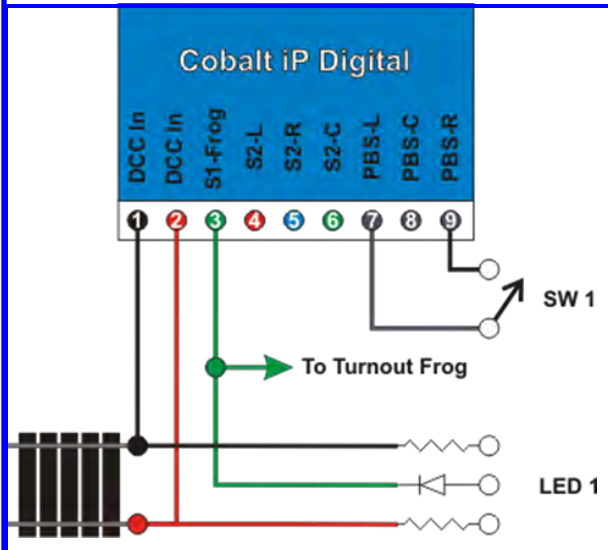 Cobalt iP Digital
DCC In
DCC In
S1-Frog
S2-L
S2-R
S2-C
PBS-L
PBS-C
PBS-R
1 2 3 4 5 6 7 8 9
SW 1
To Turnout Frog
LED 1